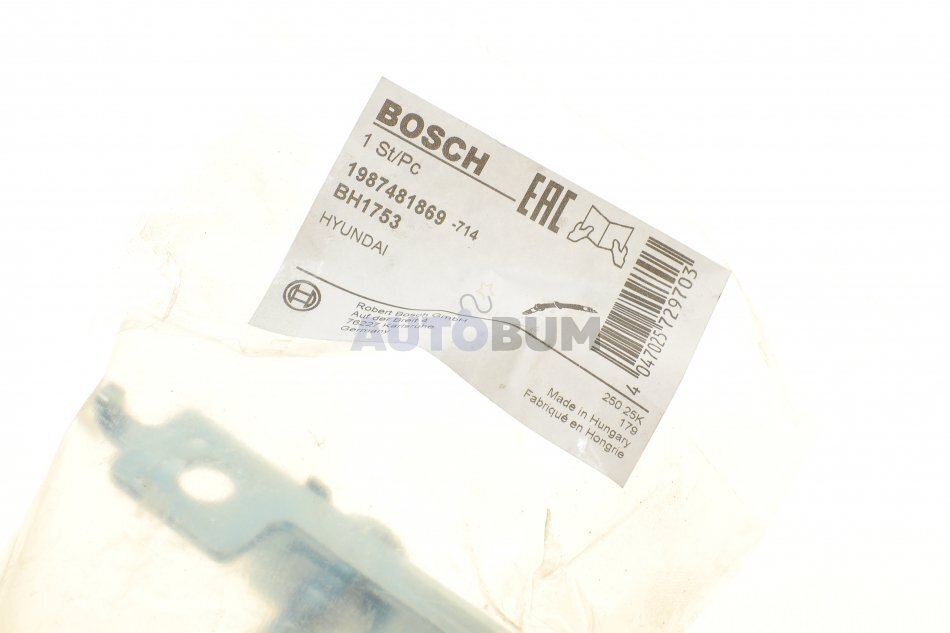 BOSCH
1 St/Pc
1987481869 -714
BH1753
HYUNDAI
EAC
Robert Bosch GmbH
Auf der Breit 4
76227 Karlsruhe
Germany
AUTOBUM
4 047025 729703
250 25K
179
Made in Hungary
Fabriqué en Hongrie